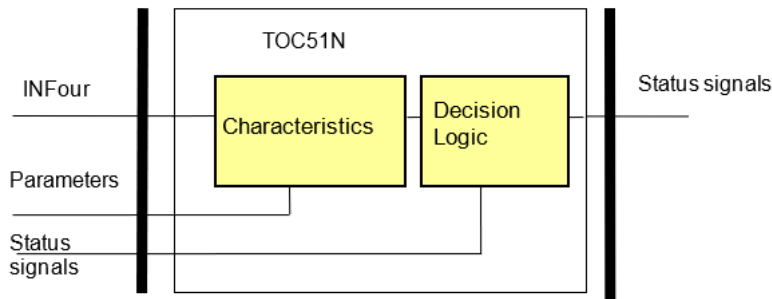 TOC51N
INFour
Status signals
Characteristics
Decision
Logic
Parameters
Status
signals